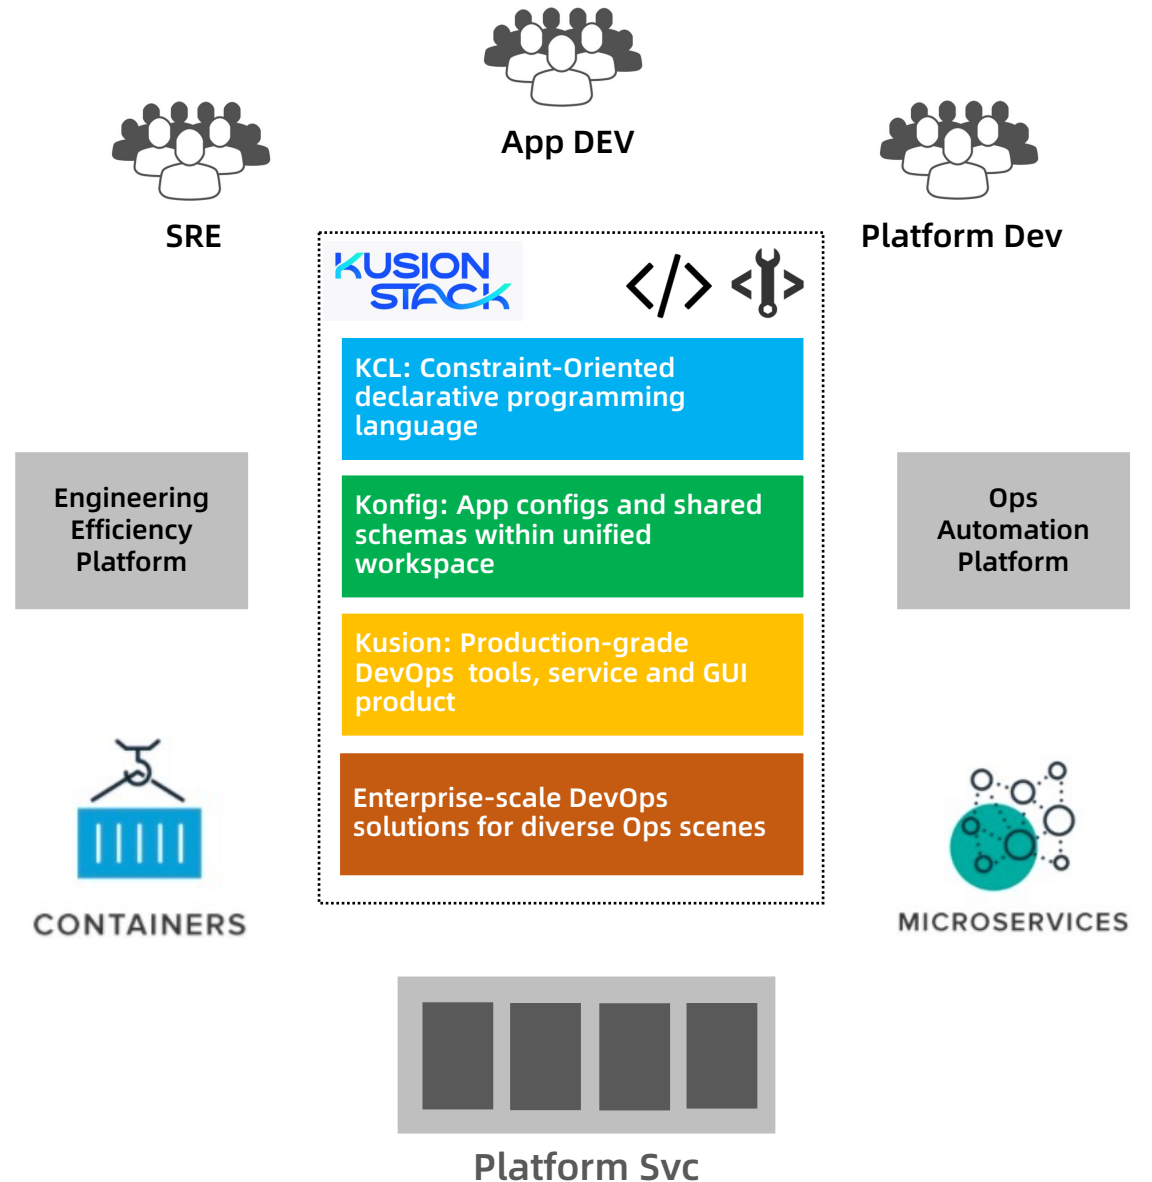 App DEV
SRE
Platform Dev
KUSION
STACK
</>
< >
KCL: Constraint-Oriented
declarative programming
language
Engineering
Efficiency
Platform
Konfig: App configs and shared
schemas within unified
workspace
Ops
Automation
Platform
Kusion: Production-grade
DevOps  tools, service and GUI
product
Enterprise-scale DevOps
solutions for diverse Ops scenes
CONTAINERS
MICROSERVICES
Platform Svc